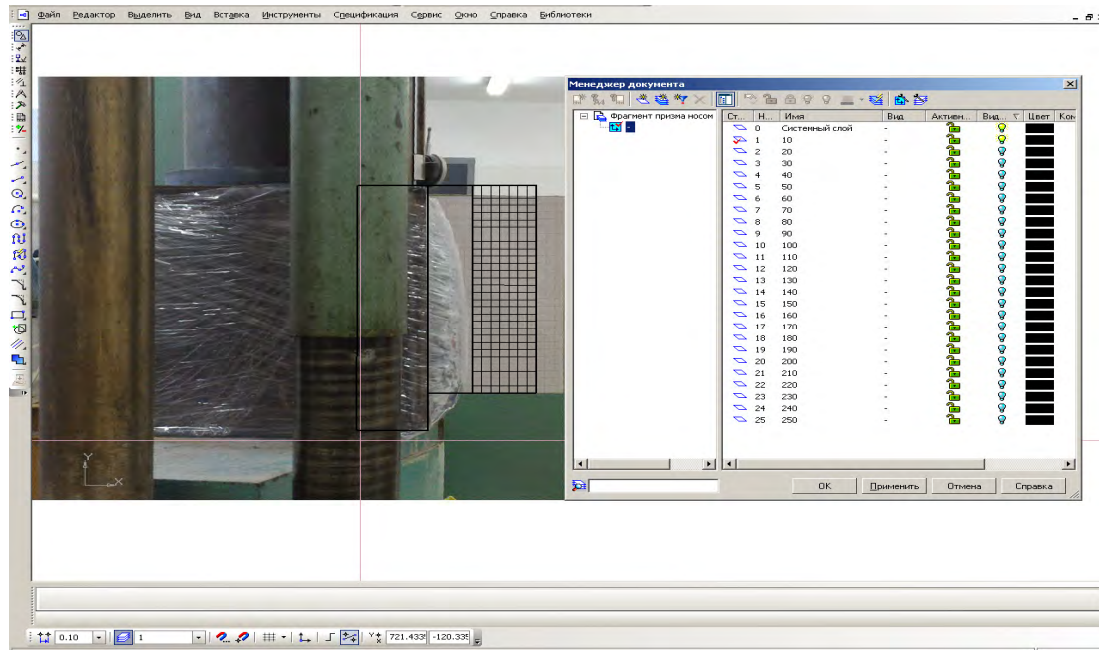 Файл Редактор Выделить Вид Вставка Инструменты Спецификация Сервис Окно Справка Библиотеки
Менеджер документа
Фрагмент призма носом
-
Ст... Н... Имя Вид Активн... Вид... Цвет Кон
0 Системный слой -
1 10 -
2 20 -
3 30 -
4 40 -
5 50 -
6 60 -
7 70 -
8 80 -
9 90 -
10 100 -
11 110 -
12 120 -
13 130 -
14 140 -
15 150 -
16 160 -
17 170 -
18 180 -
19 190 -
20 200 -
21 210 -
22 220 -
23 230 -
24 240 -
25 250 -
OK Применить Отмена Справка
Y
X
0.10 1 721.433 -120.335